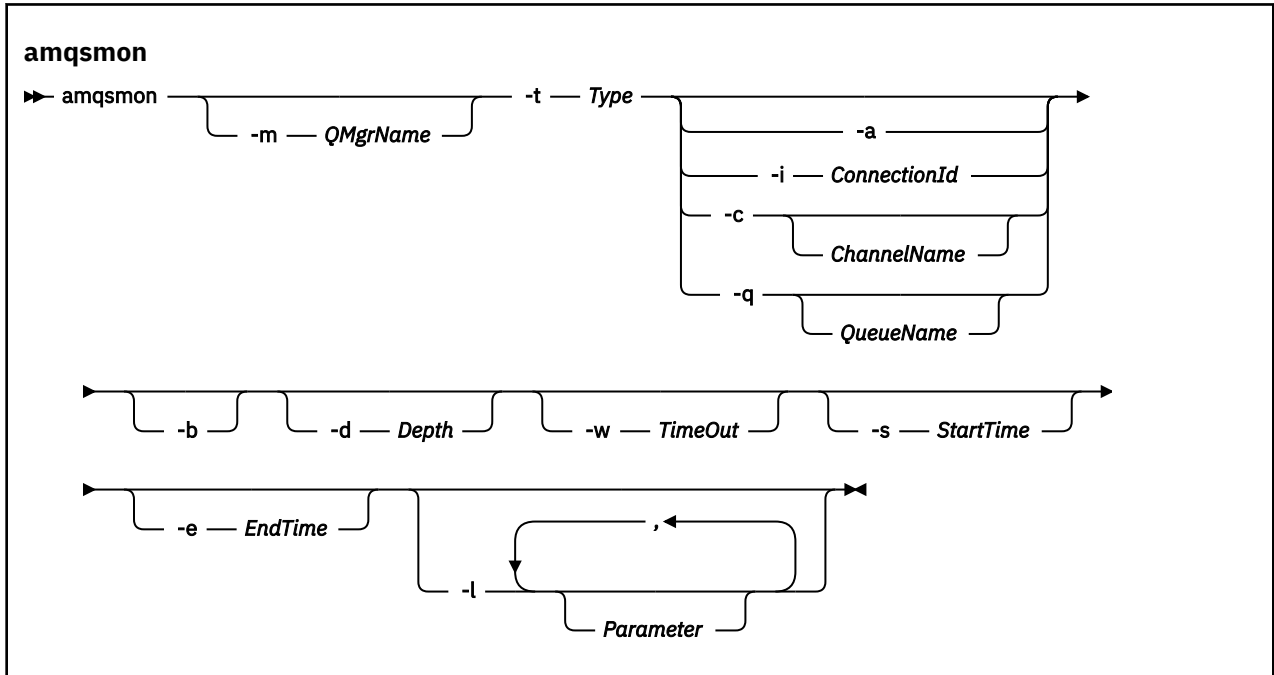 amqsmon
amqsmon -t Type
-m QMgrName
-a
-i ConnectionId
-c
ChannelName
-q
QueueName
-b -d Depth -w TimeOut -s StartTime
-e EndTime
,
-l
Parameter